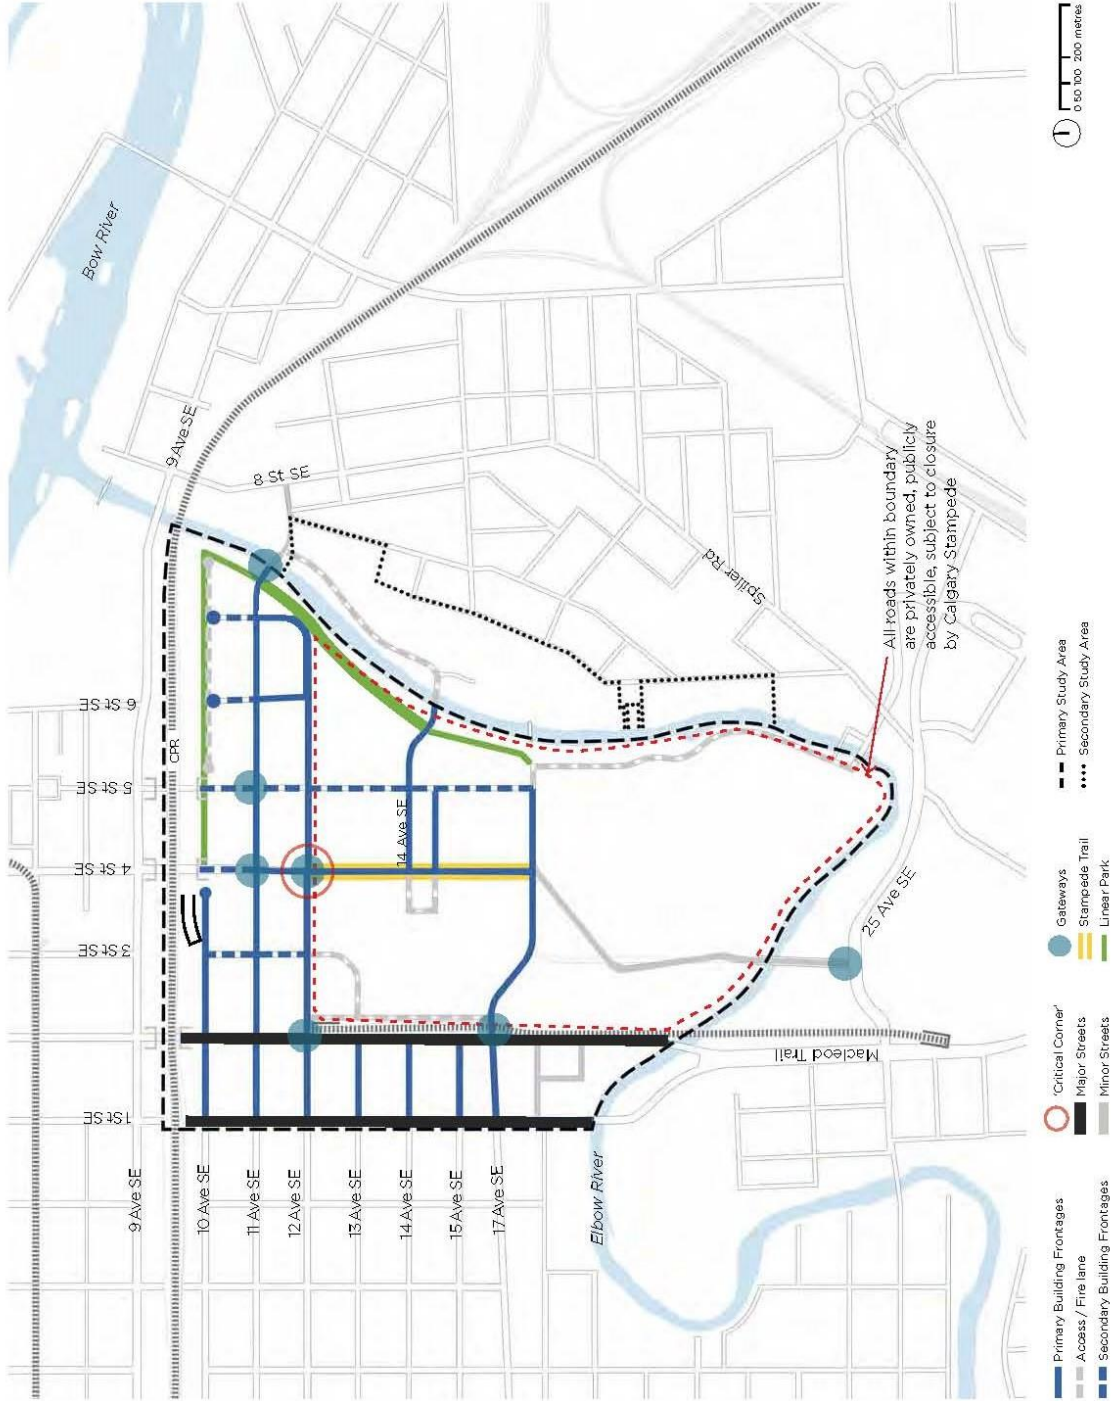 Bow River
9 Ave SE
8 St SE
6 St SE
CPR
5 St SE
4 St SE
3 St SE
1 St SE
14 Ave SE
Spiller Rd
All roads within boundary
are privately owned, publicly
accessible, subject to closure
by Calgary Stampede
25 Ave SE
Macleod Trail
Elbow River
9 Ave SE
10 Ave SE
11 Ave SE
12 Ave SE
13 Ave SE
14 Ave SE
15 Ave SE
17 Ave SE
Primary Building Frontages
Access / Fire lane
Secondary Building Frontages
'Critical Corner'
Major Streets
Minor Streets
Gateways
Stampede Trail
Linear Park
Primary Study Area
Secondary Study Area
0 50 100 200 metres